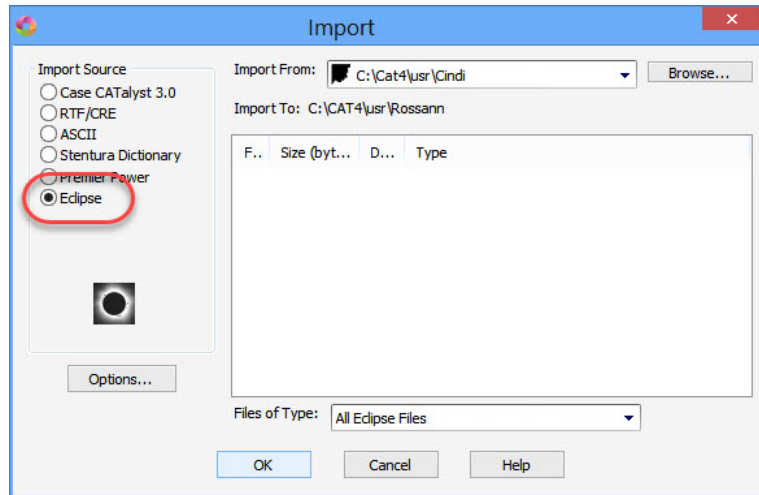 Import
Import Source
Case CATalyst 3.0
RTF/CRE
ASCII
Stentura Dictionary
Premier Power
Eclipse
Options...
Import From: C:\Cat4\usr\Cindi Browse...
Import To: C:\CAT4\usr\Rossann
F.. Size (byt... D... Type
Files of Type: All Eclipse Files
OK Cancel Help